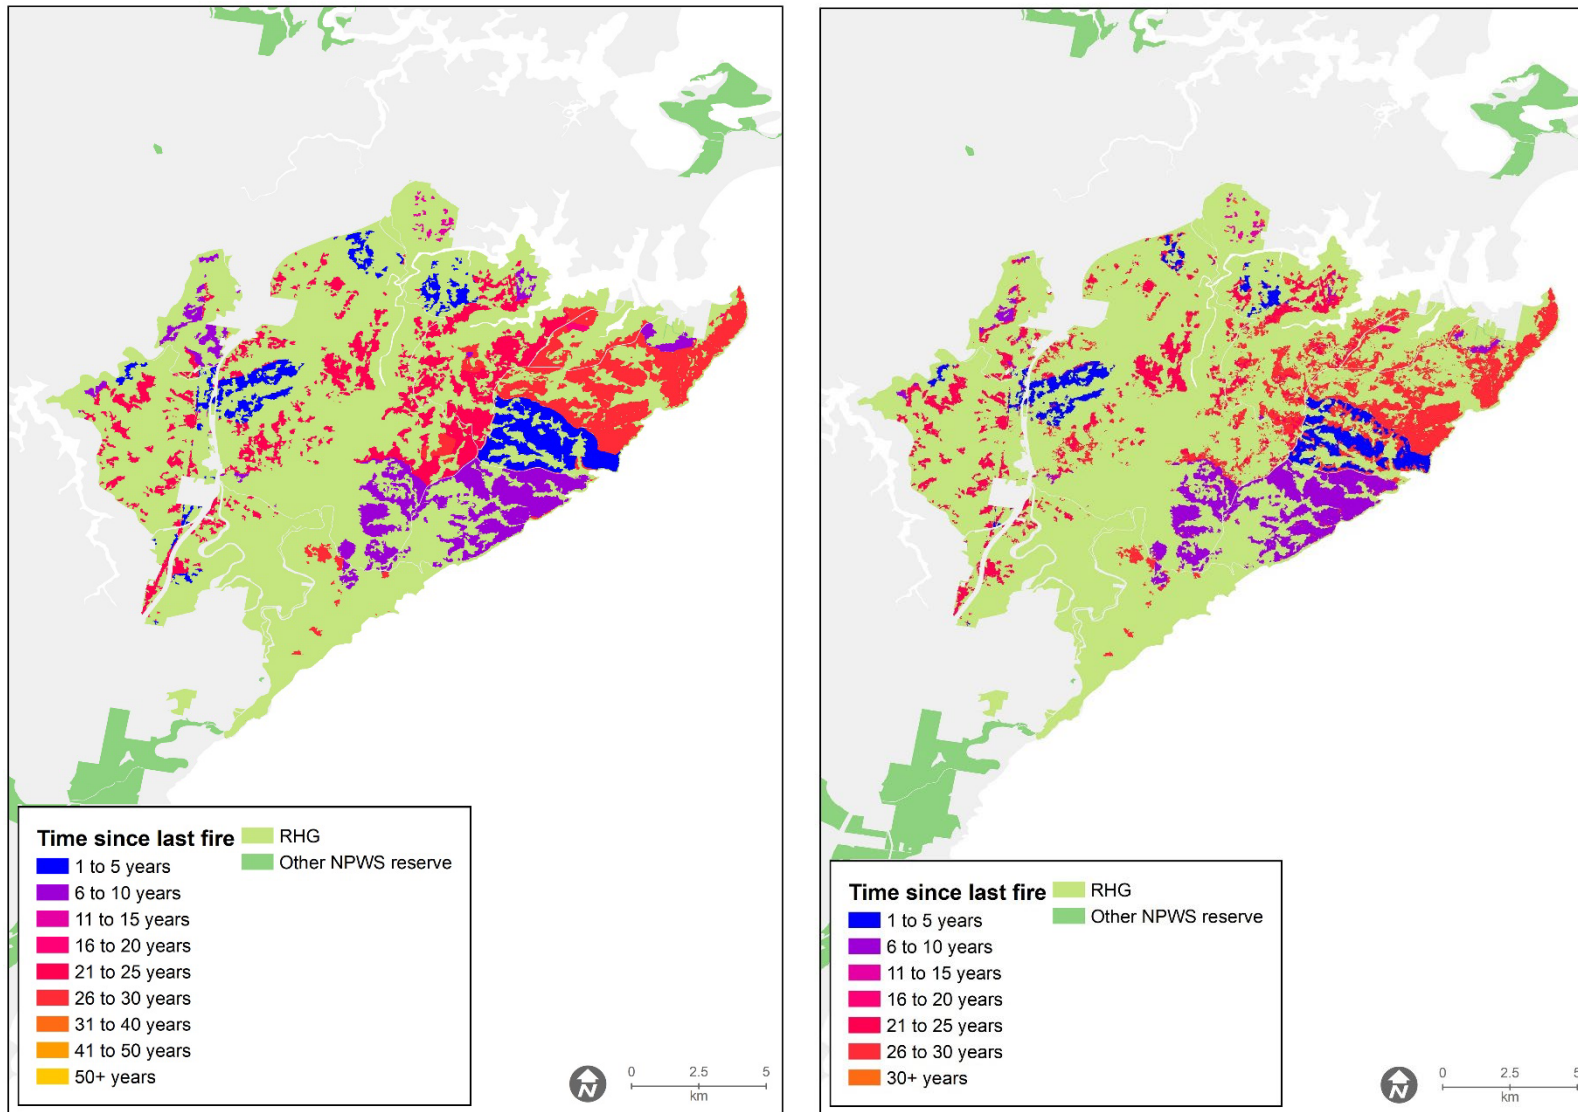 Time since last fire
RHG
1 to 5 years
Other NPWS reserve
6 to 10 years
11 to 15 years
16 to 20 years
21 to 25 years
26 to 30 years
31 to 40 years
41 to 50 years
50+ years
N
0 2.5 5
km
Time since last fire
RHG
1 to 5 years
Other NPWS reserve
6 to 10 years
11 to 15 years
16 to 20 years
21 to 25 years
26 to 30 years
30+ years
N
0 2.5 5
km